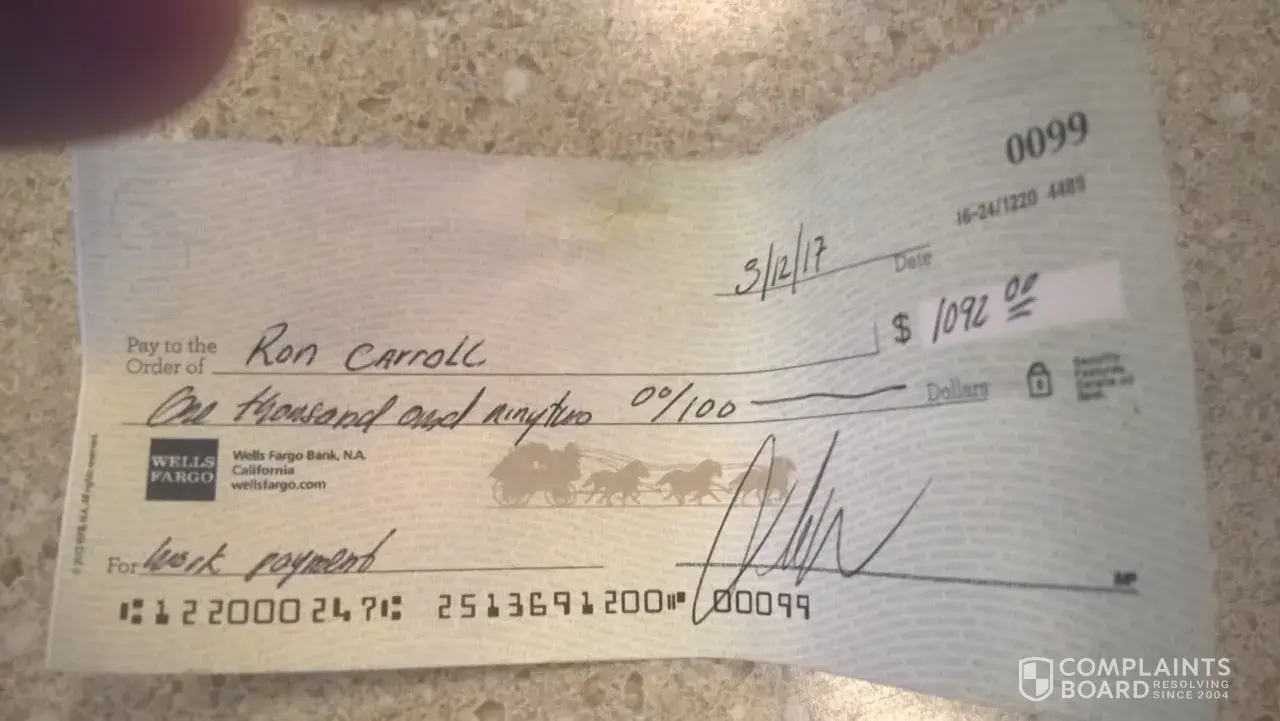 0099
16-24/1220 4489
3/12/17 Date
Pay to the
Order of Ron Carroll $ 1092 00
One thousand and ninytwo 00/100 Dollars
Security
Features
Details on
Back.
WELLS
FARGO
Wells Fargo Bank, N.A.
California
wellsfargo.com
For Work payment
MP
⑆122000247⑆ 2513691200⑈ 00099
COMPLAINTS
BOARD RESOLVING
SINCE 2004